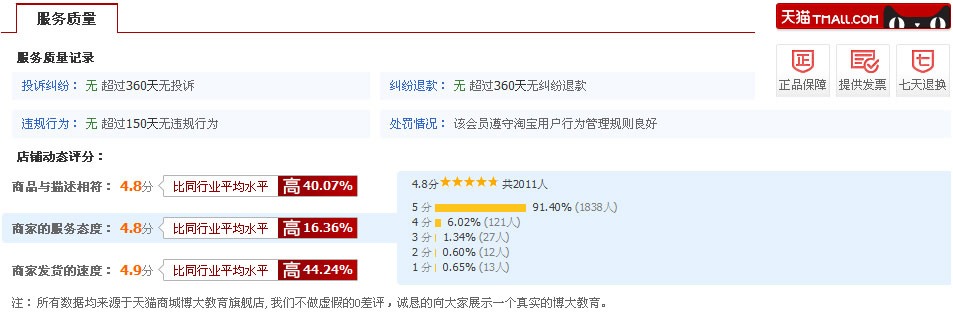 服务质量
天猫 TMALL.COM
服务质量记录
正 七
正品保障 提供发票 七天退换
投诉纠纷： 无 超过360天无投诉
纠纷退款： 无 超过360天无纠纷退款
违规行为： 无 超过150天无违规行为
处罚情况： 该会员遵守淘宝用户行为管理规则良好
店铺动态评分：
商品与描述相符： 4.8分 比同行业平均水平 高 40.07%
商家的服务态度： 4.8分 比同行业平均水平 高 16.36%
商家发货的速度： 4.9分 比同行业平均水平 高 44.24%
4.8分 ★★★★★ 共2011人
5 分 91.40% (1838人)
4 分 6.02% (121人)
3 分 1.34% (27人)
2 分 0.60% (12人)
1 分 0.65% (13人)
注：所有数据均来源于天猫商城博大教育旗舰店, 我们不做虚假的0差评，诚恳的向大家展示一个真实的博大教育。